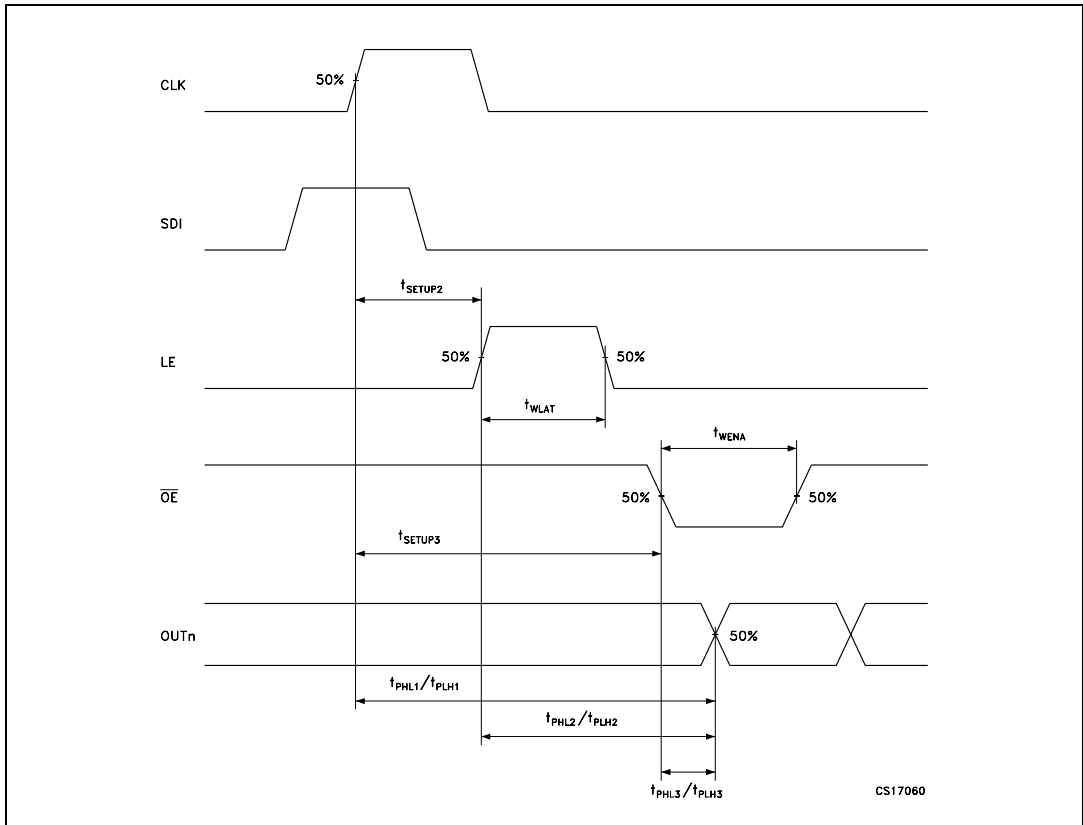 CLK
50%
SDI
tSETUP2
LE
50%
50%
tWLAT
tWENA
OE
50%
50%
tSETUP3
OUTn
50%
tPHL1/tPLH1
tPHL2/tPLH2
tPHL3/tPLH3
CS17060